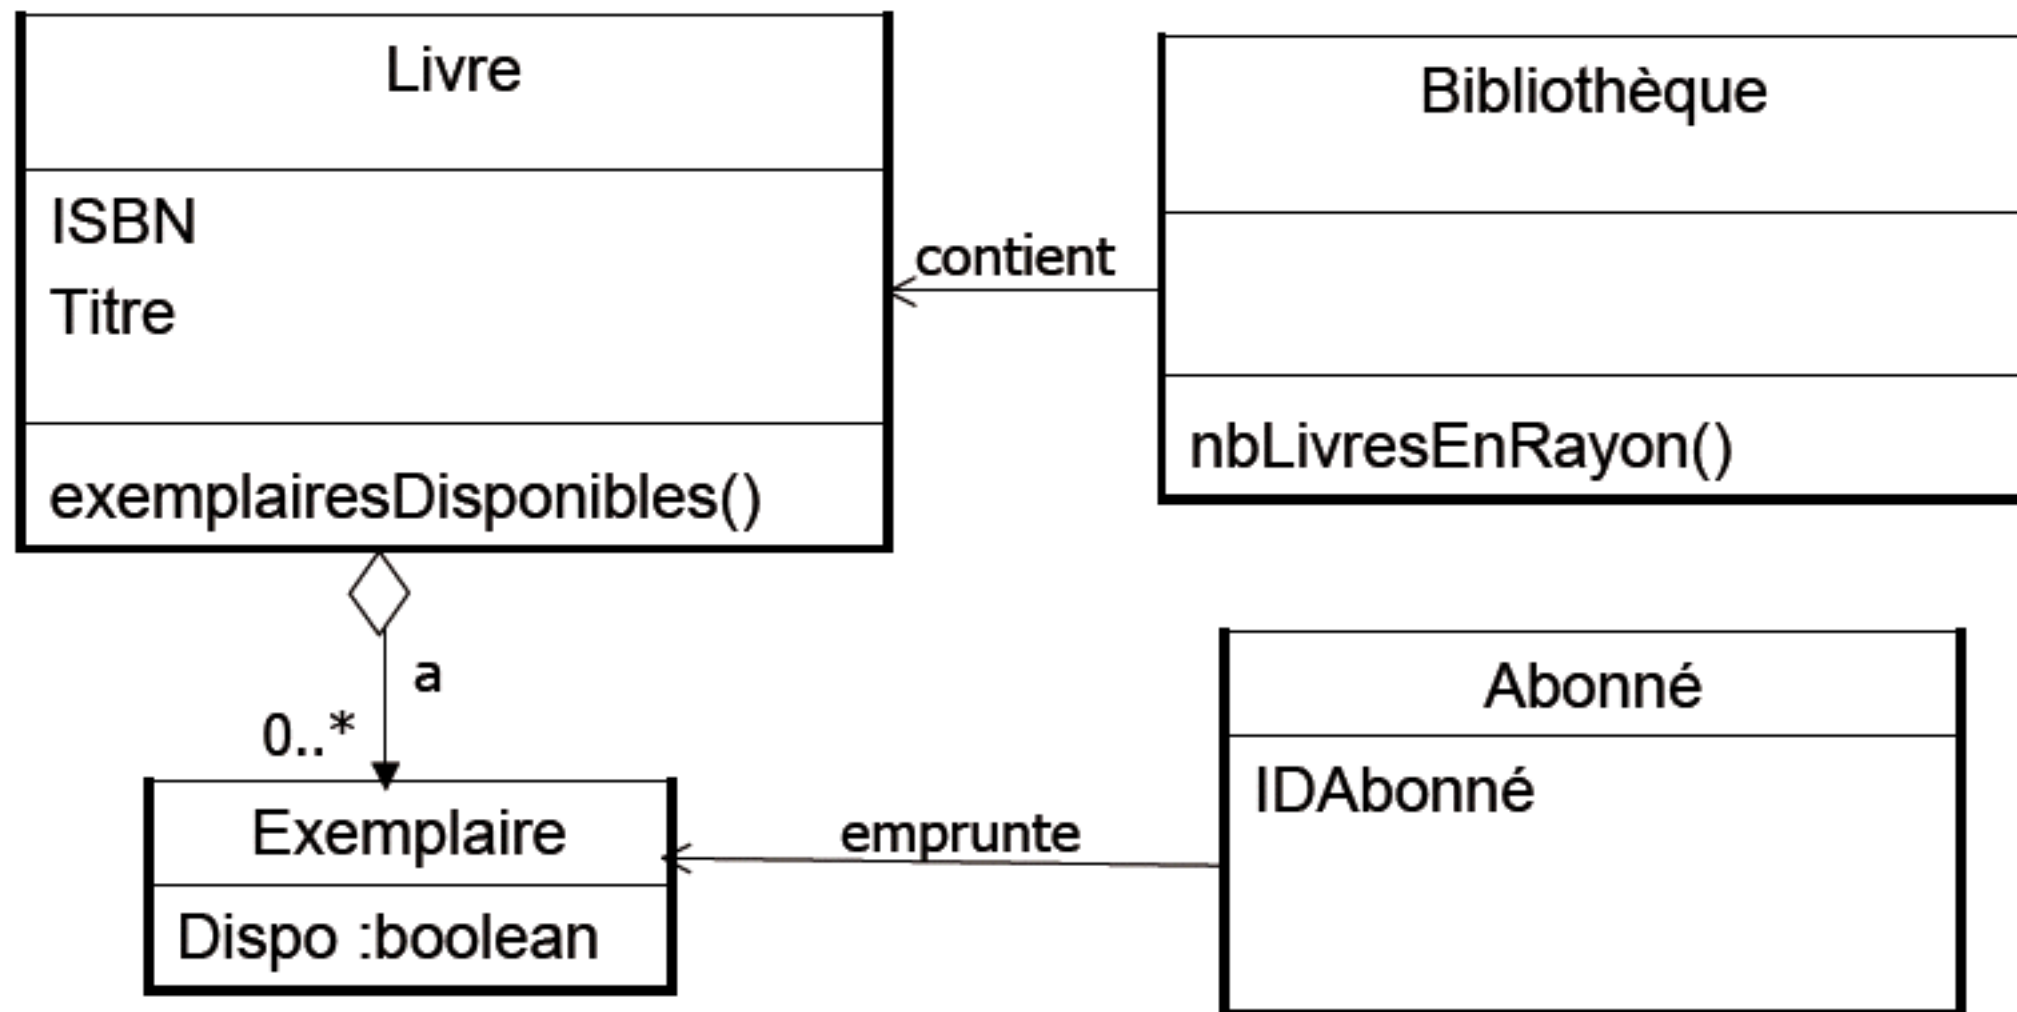 Livre
ISBN
Titre
exemplairesDisponibles()
contient
Bibliothèque
nbLivresEnRayon()
a
0..*
Exemplaire
Dispo :boolean
emprunte
Abonné
IDAbonné